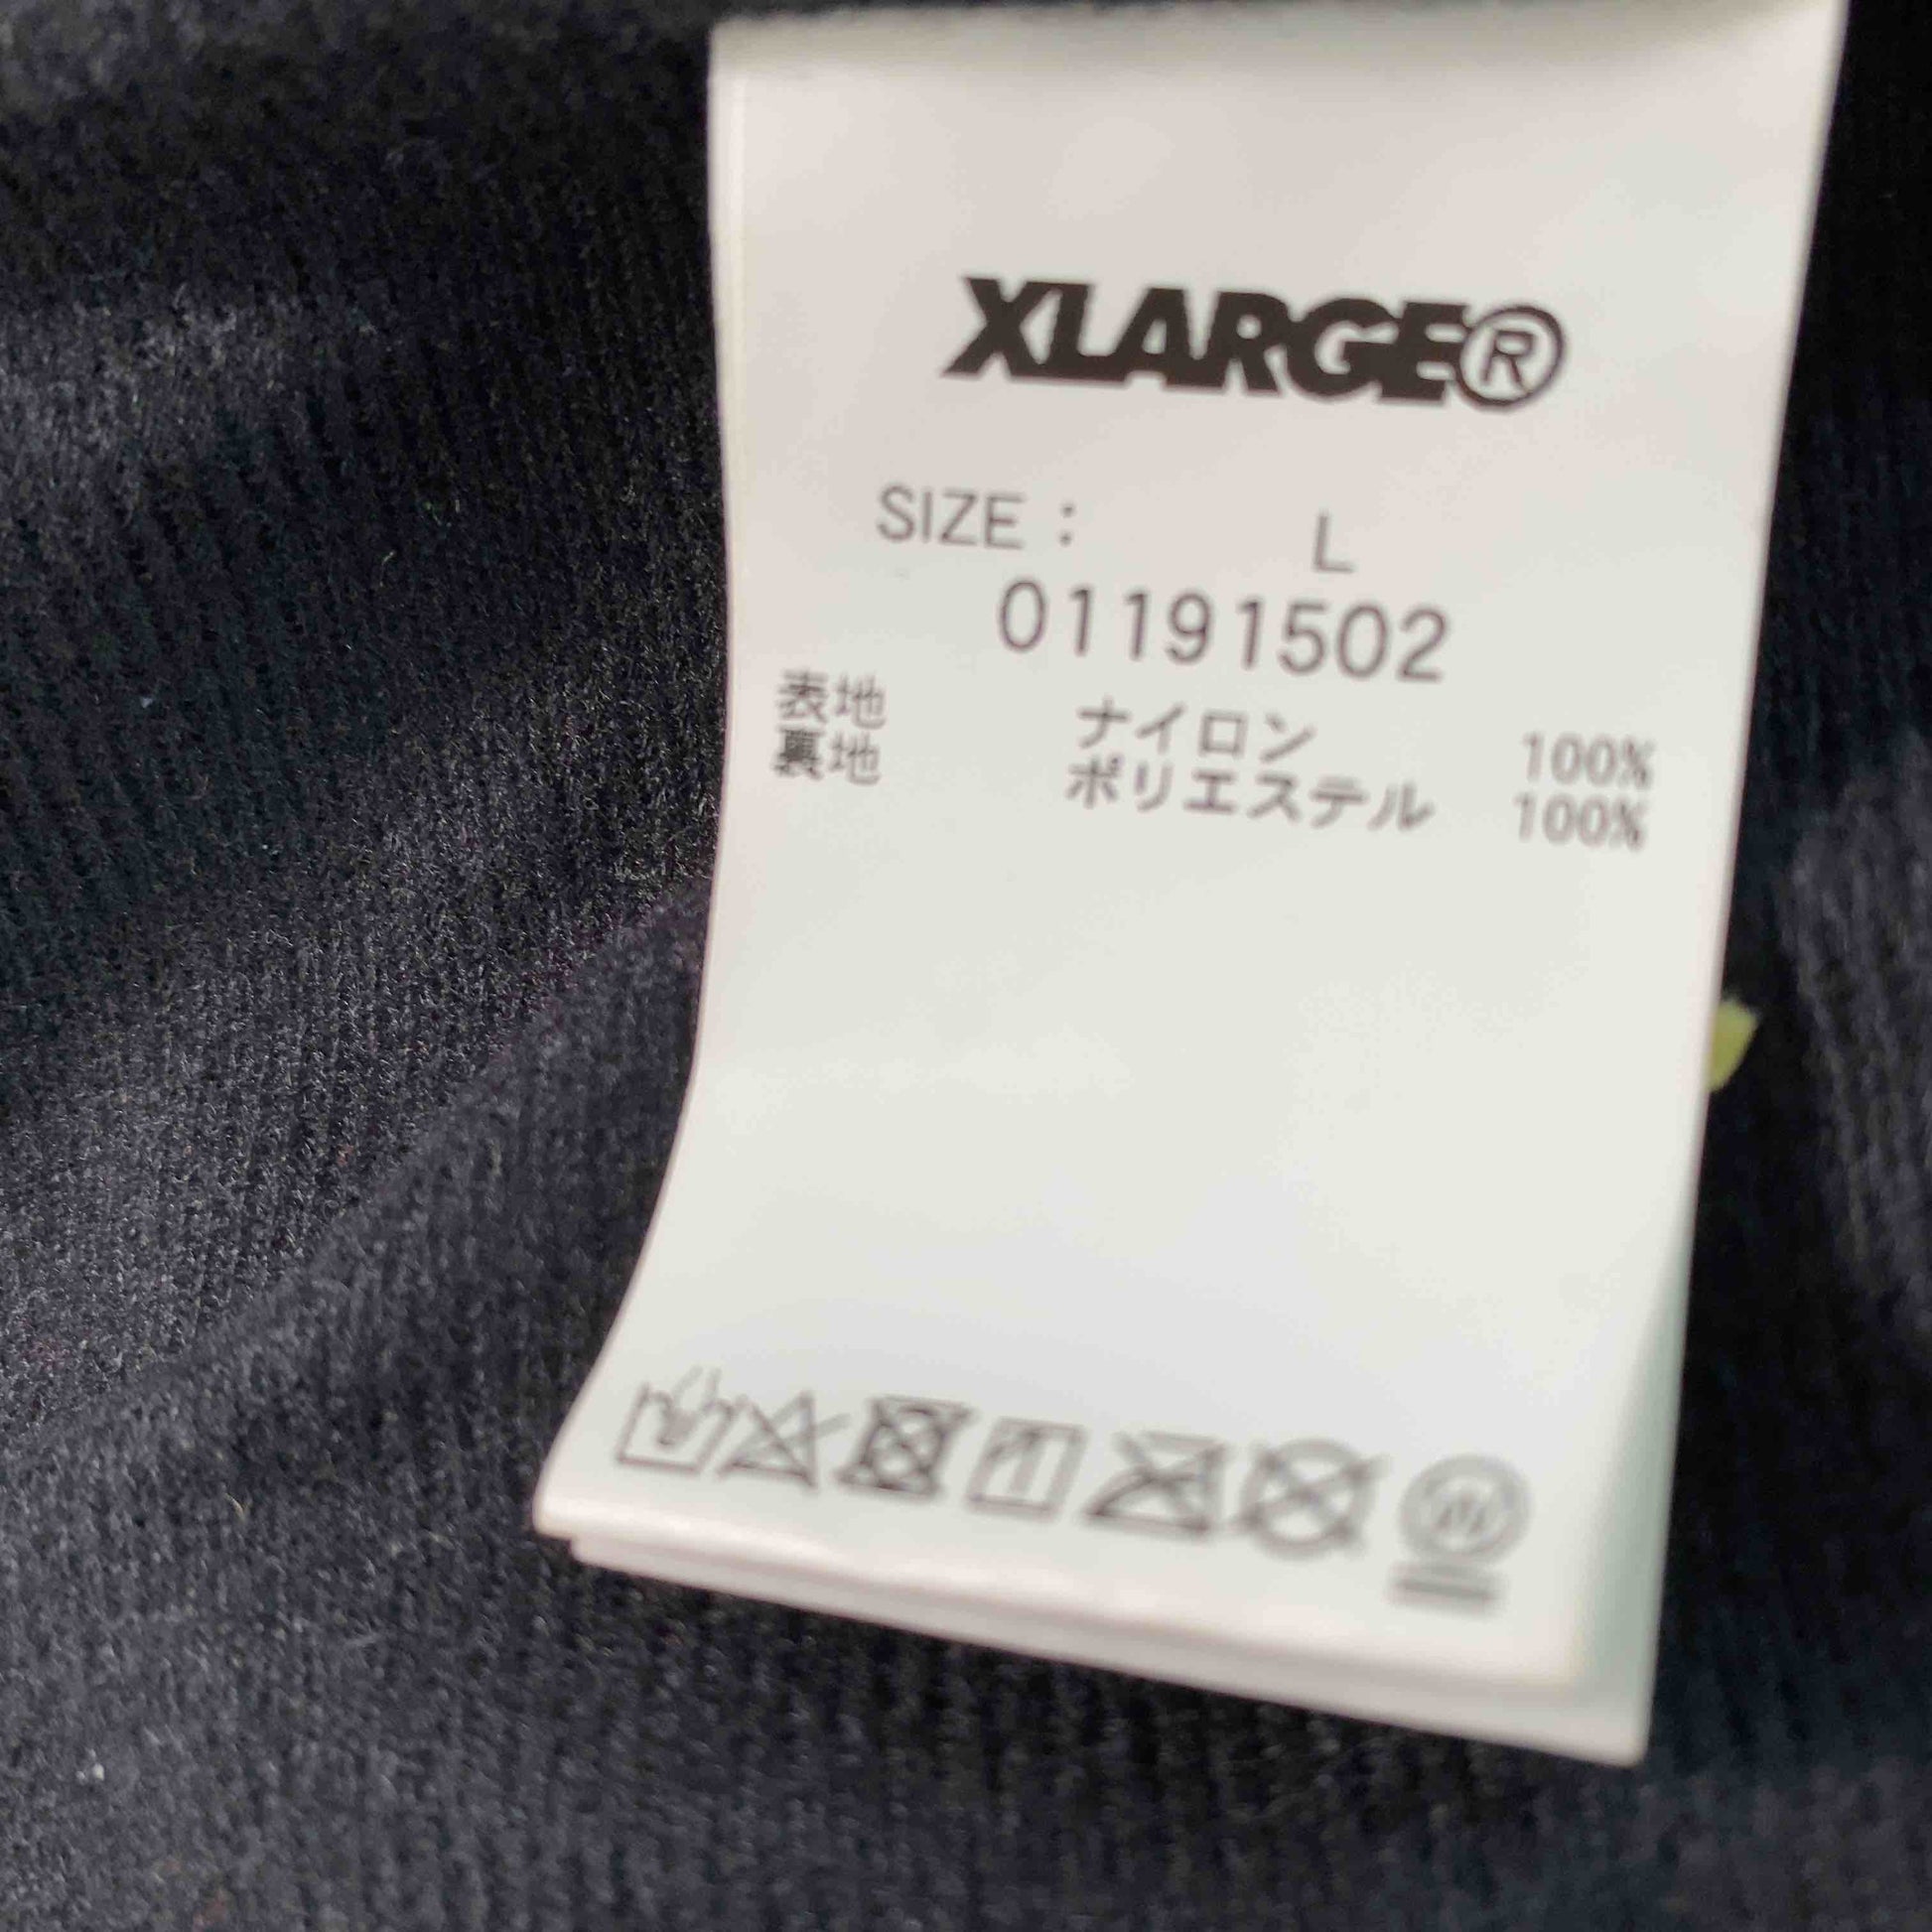 XLARGE®
SIZE : L
01191502
表地 ナイロン 100%
裏地 ポリエステル 100%
W